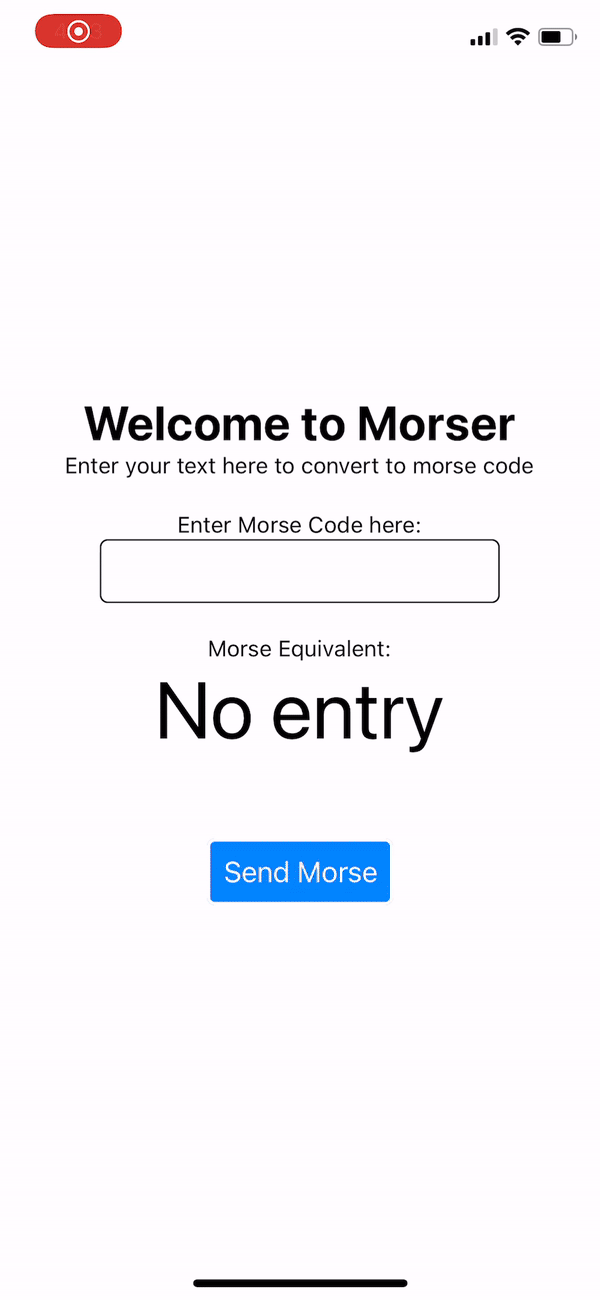 Welcome to Morser
Enter your text here to convert to morse code
Enter Morse Code here:
Morse Equivalent:
No entry
Send Morse